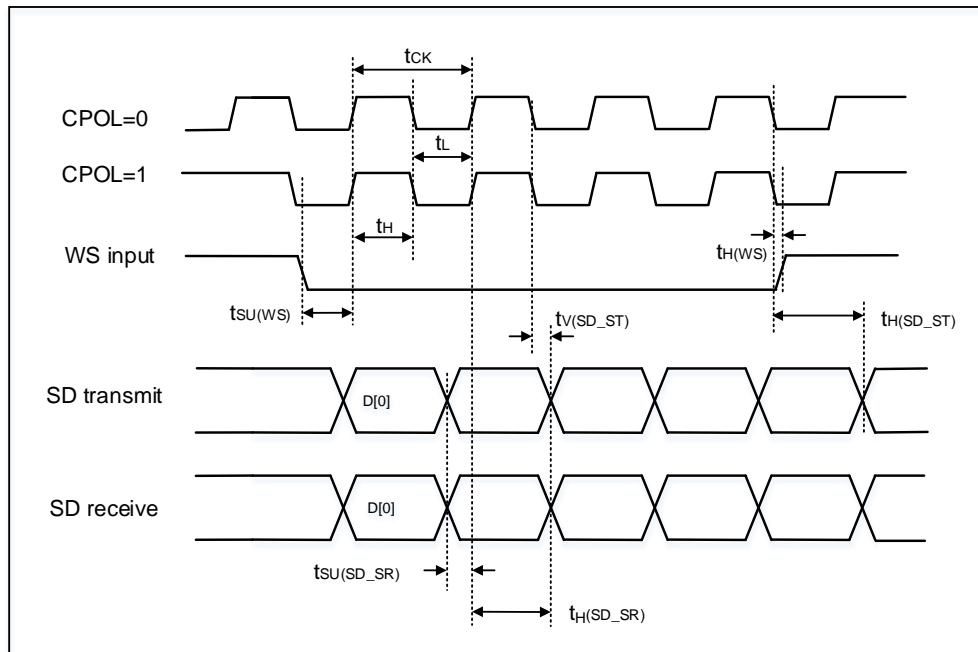 tCK
CPOL=0
tL
CPOL=1
tH
WS input
tH(WS)
tSU(WS)
tV(SD_ST)
tH(SD_ST)
SD transmit
D[0]
SD receive
D[0]
tSU(SD_SR)
tH(SD_SR)